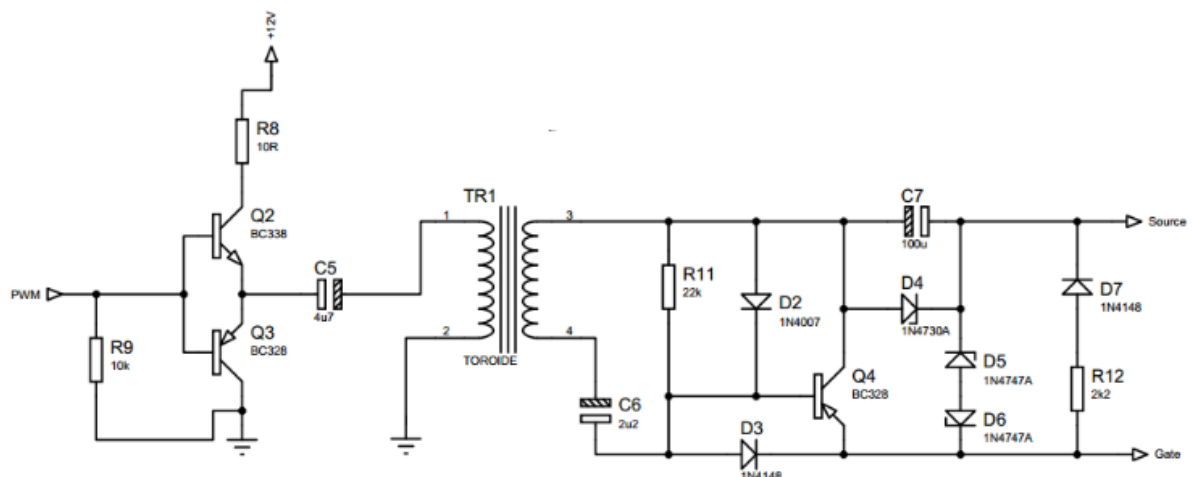 +12V
R8
10R
Q2
BC338
PWM
C5
4u7
Q3
BC328
R9
10k
TR1
1
2
3
4
TOROIDE
C6
2u2
R11
22k
D2
1N4007
D3
1N4148
Q4
BC328
C7
100u
D4
1N4730A
D5
1N4747A
D6
1N4747A
D7
1N4148
R12
2k2
Source
Gate